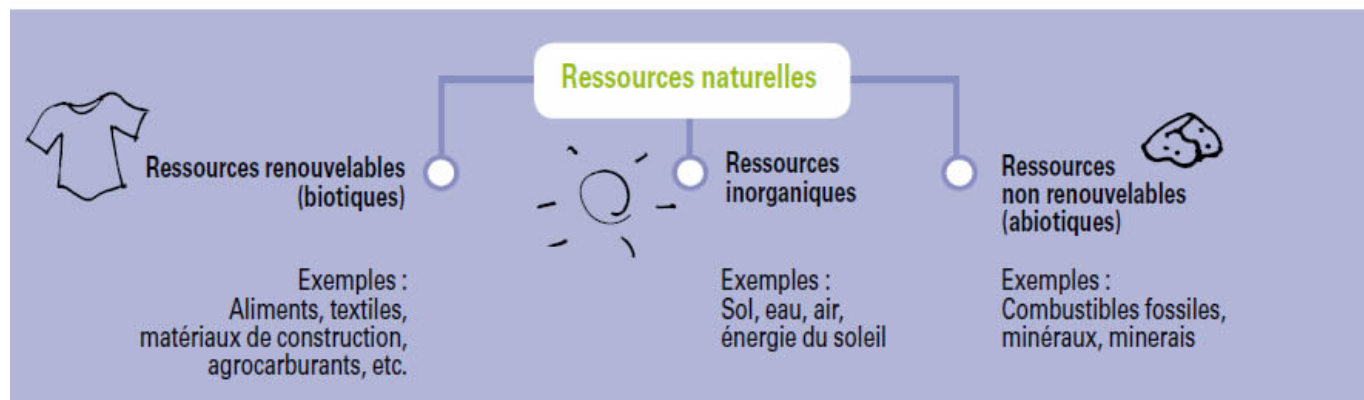 Ressources naturelles
Ressources renouvelables
(biotiques)
Exemples :
Aliments, textiles,
matériaux de construction,
agrocarburants, etc.
Ressources
inorganiques
Exemples :
Sol, eau, air,
énergie du soleil
Ressources
non renouvelables
(abiotiques)
Exemples :
Combustibles fossiles,
minéraux, minerais